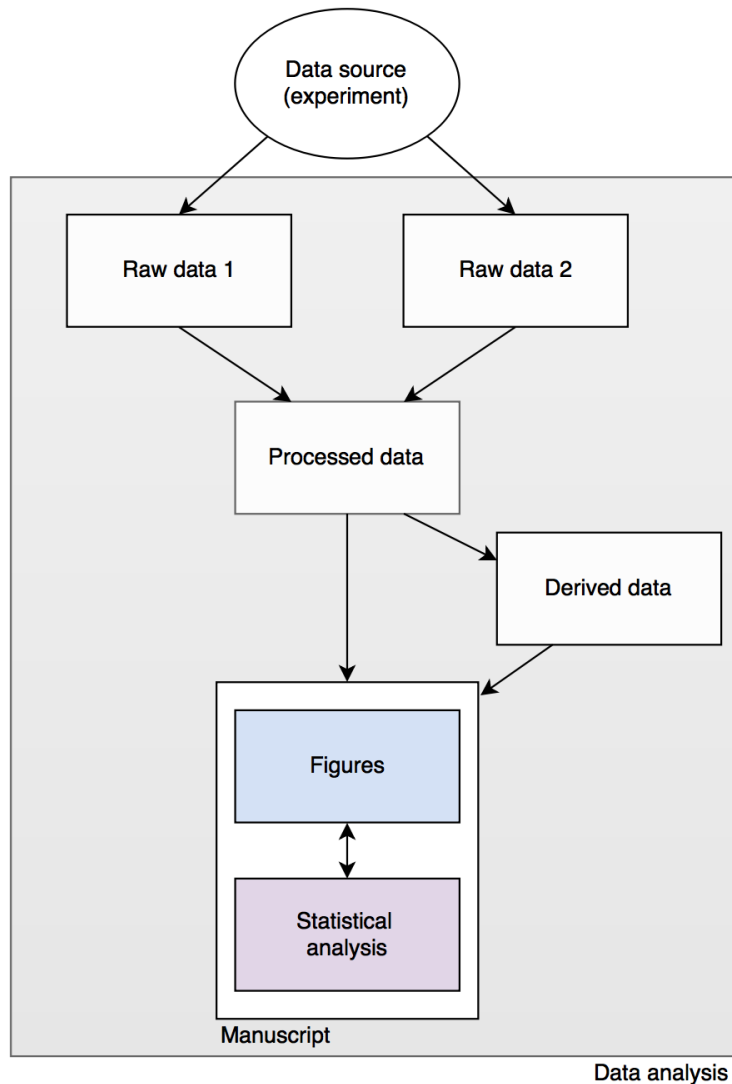 Data source
(experiment)
Raw data 1
Raw data 2
Processed data
Derived data
Figures
Statistical
analysis
Manuscript
Data analysis